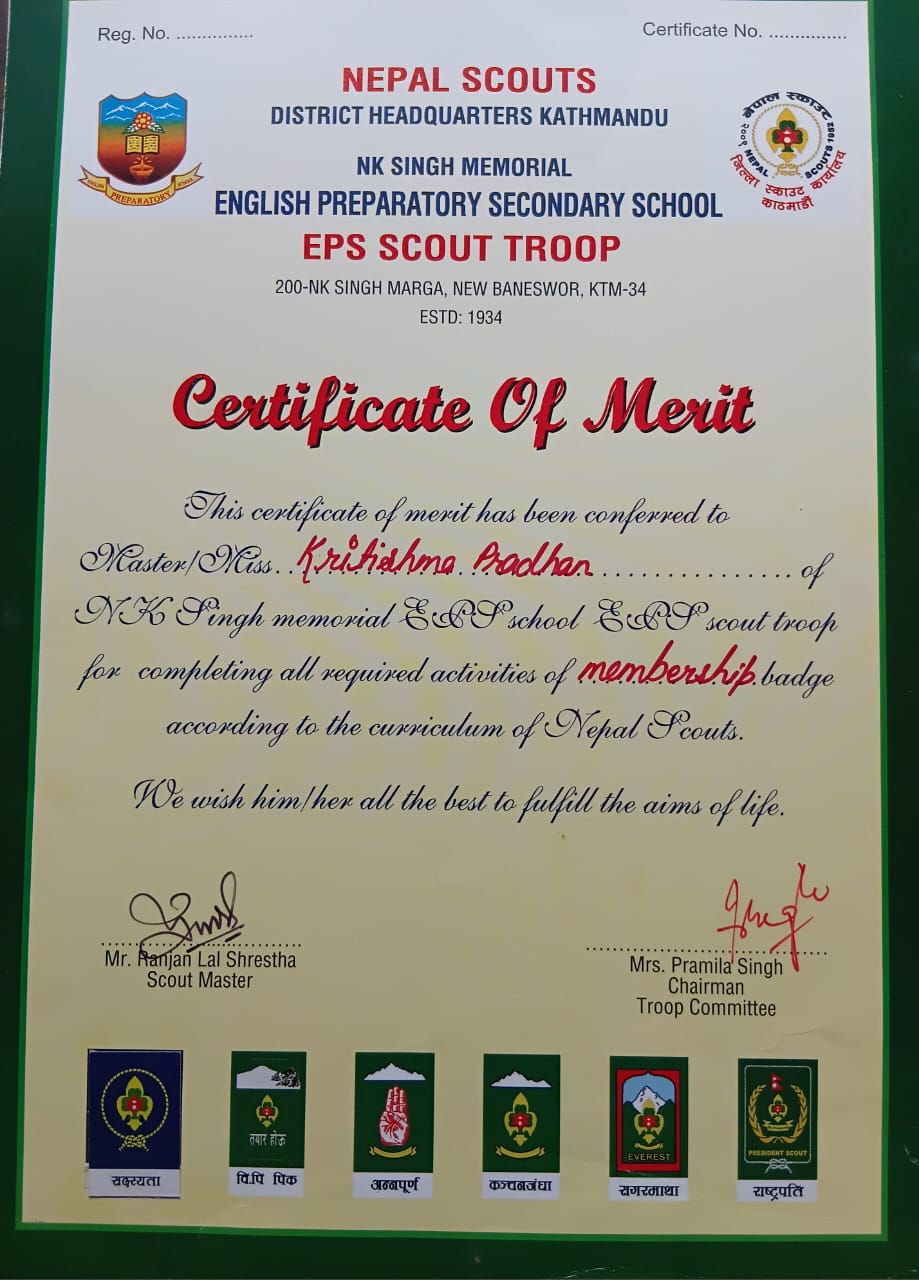 Reg. No. ...............
Certificate No. ...............
NEPAL SCOUTS
DISTRICT HEADQUARTERS KATHMANDU
NK SINGH MEMORIAL
ENGLISH PREPARATORY SECONDARY SCHOOL
EPS SCOUT TROOP
200-NK SINGH MARGA, NEW BANESWOR, KTM-34
ESTD: 1934
ENGLISH PREPARATORY SCHOOL
नेपाल स्काउट
२००९ NEPAL SCOUTS 1952
जिल्ला स्काउट कार्यालय
काठमाडौं
Certificate Of Merit
This certificate of merit has been conferred to
Master/Miss. Kritishma Pradhan ................. of
NK Singh memorial EPS school EPS scout troop
for completing all required activities of membership badge
according to the curriculum of Nepal Scouts.
We wish him/her all the best to fulfill the aims of life.
Mr. Ranjan Lal Shrestha
Scout Master
Mrs. Pramila Singh
Chairman
Troop Committee
तयार होऊ
EVEREST
PRESIDENT SCOUT
सदस्यता
वि.पि पिक
अन्नपूर्ण
कञ्चनजंघा
सगरमाथा
राष्ट्रपति